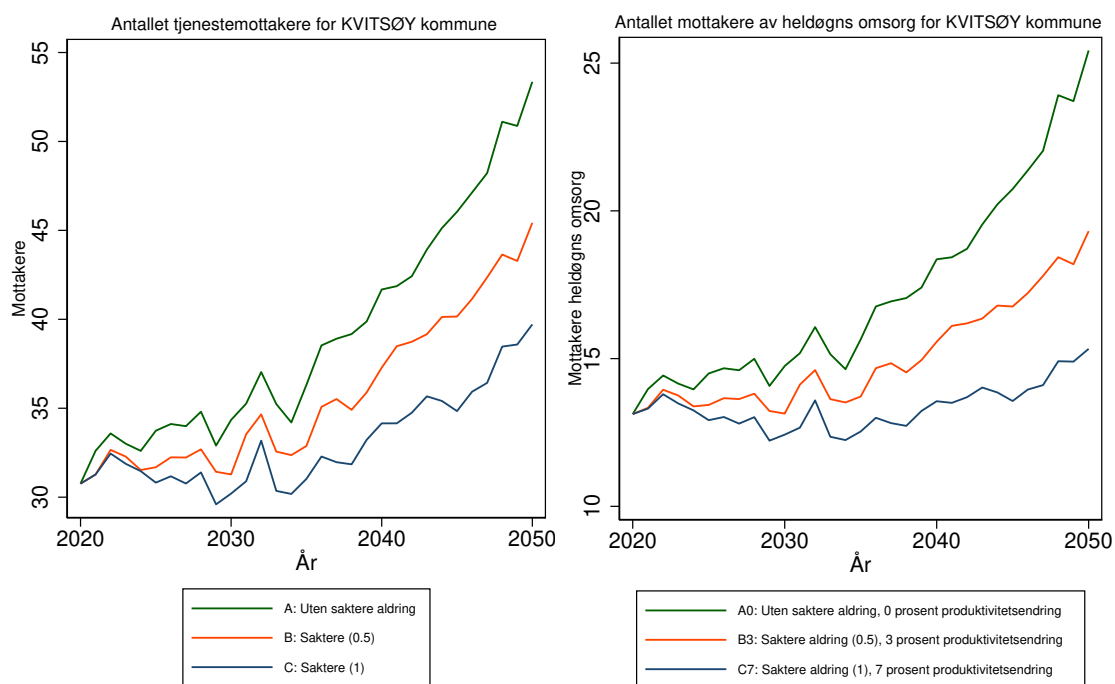 Antallet tjenestemottakere for KVITSØY kommune
55
50
45
40
35
30
Mottakere
2020
2030
2040
2050
År
A: Uten saktere aldring
B: Saktere (0.5)
C: Saktere (1)
Antallet mottakere av heldøgns omsorg for KVITSØY kommune
25
20
15
10
Mottakere heldøgns omsorg
2020
2030
2040
2050
År
A0: Uten saktere aldring, 0 prosent produktivitetsendring
B3: Saktere aldring (0.5), 3 prosent produktivitetsendring
C7: Saktere aldring (1), 7 prosent produktivitetsendring